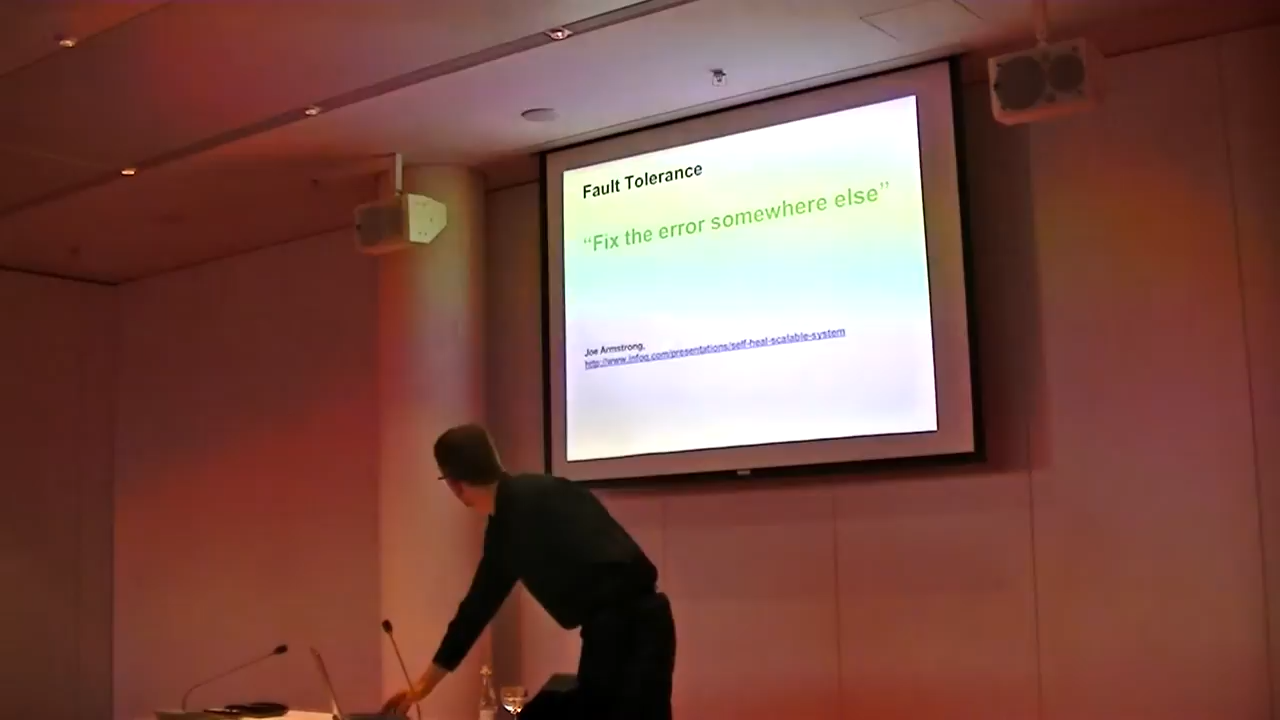 Fault Tolerance
“Fix the error somewhere else”
Joe Armstrong,
http://www.infoq.com/presentations/self-heal-scalable-system